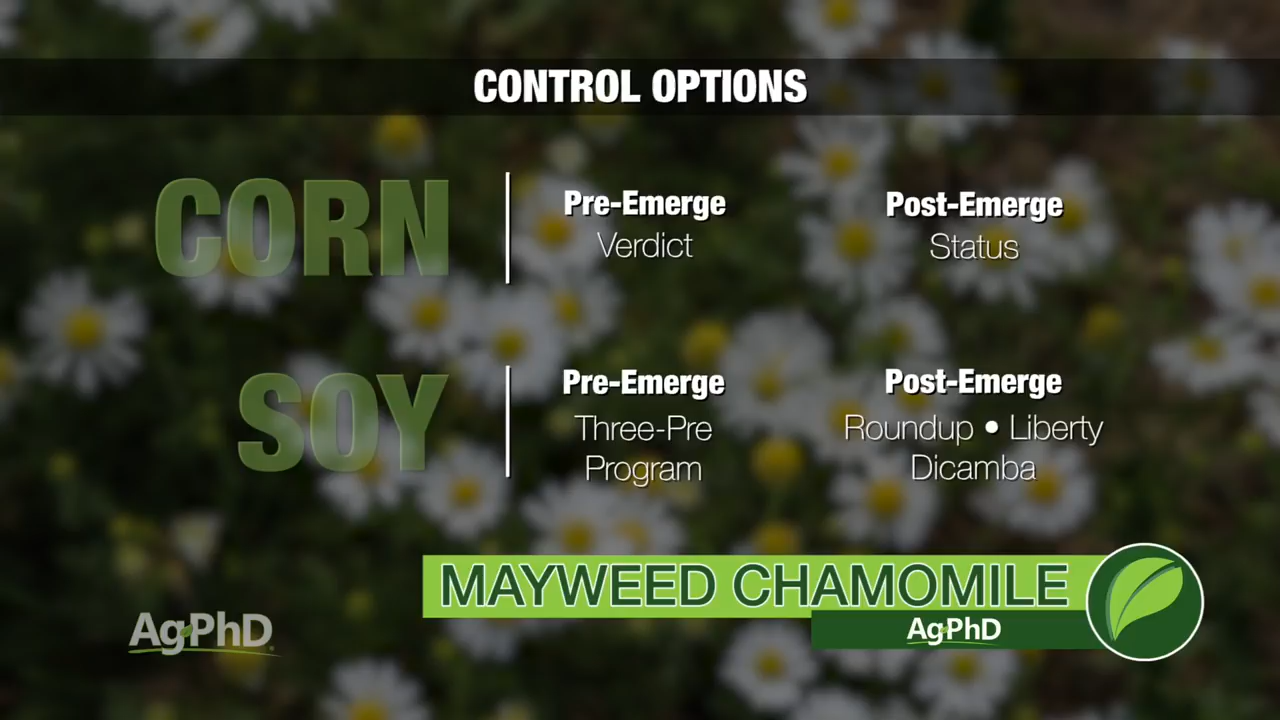 CONTROL OPTIONS
CORN
Pre-Emerge
Verdict
Post-Emerge
Status
SOY
Pre-Emerge
Three-Pre
Program
Post-Emerge
Roundup • Liberty
Dicamba
MAYWEED CHAMOMILE
AgPhD
AgPhD